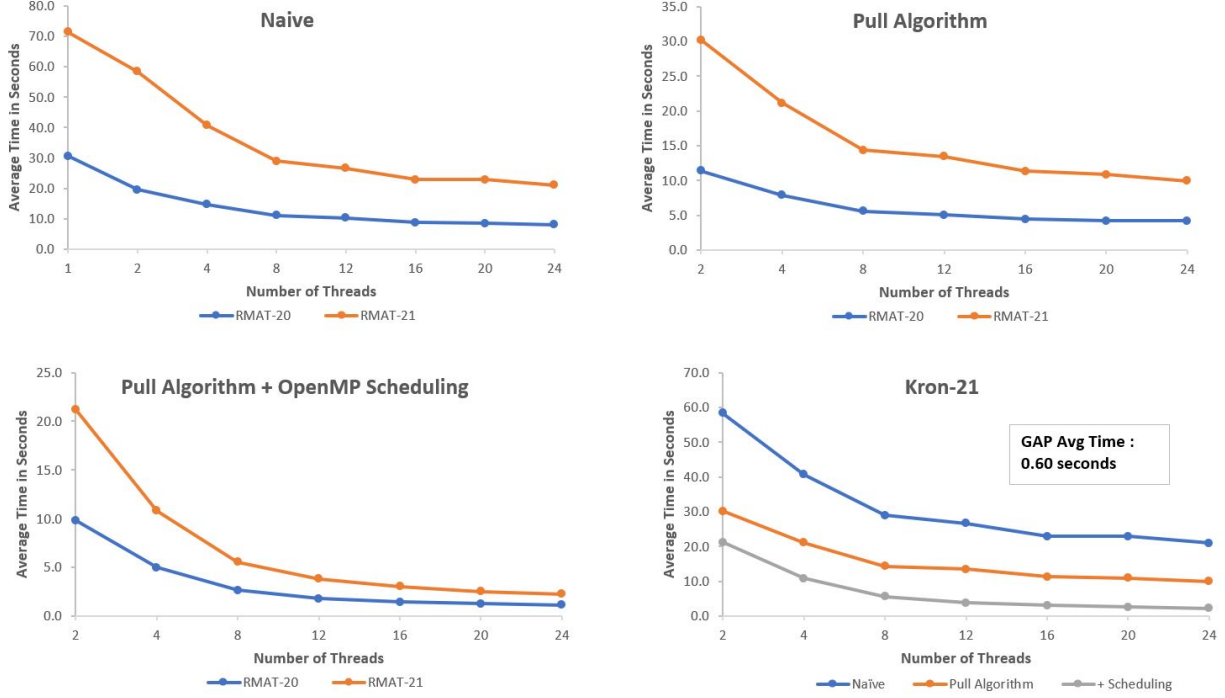 Naive
Average Time in Seconds
80.0
70.0
60.0
50.0
40.0
30.0
20.0
10.0
0.0
1 2 4 8 12 16 20 24
Number of Threads
RMAT-20 RMAT-21
Pull Algorithm
Average Time in Seconds
35.0
30.0
25.0
20.0
15.0
10.0
5.0
0.0
2 4 8 12 16 20 24
Number of Threads
RMAT-20 RMAT-21
Pull Algorithm + OpenMP Scheduling
Average Time in Seconds
25.0
20.0
15.0
10.0
5.0
0.0
2 4 8 12 16 20 24
Number of Threads
RMAT-20 RMAT-21
Kron-21
Average Time in Seconds
70.0
60.0
50.0
40.0
30.0
20.0
10.0
0.0
GAP Avg Time :
0.60 seconds
2 4 8 12 16 20 24
Number of Threads
Naïve Pull Algorithm + Scheduling